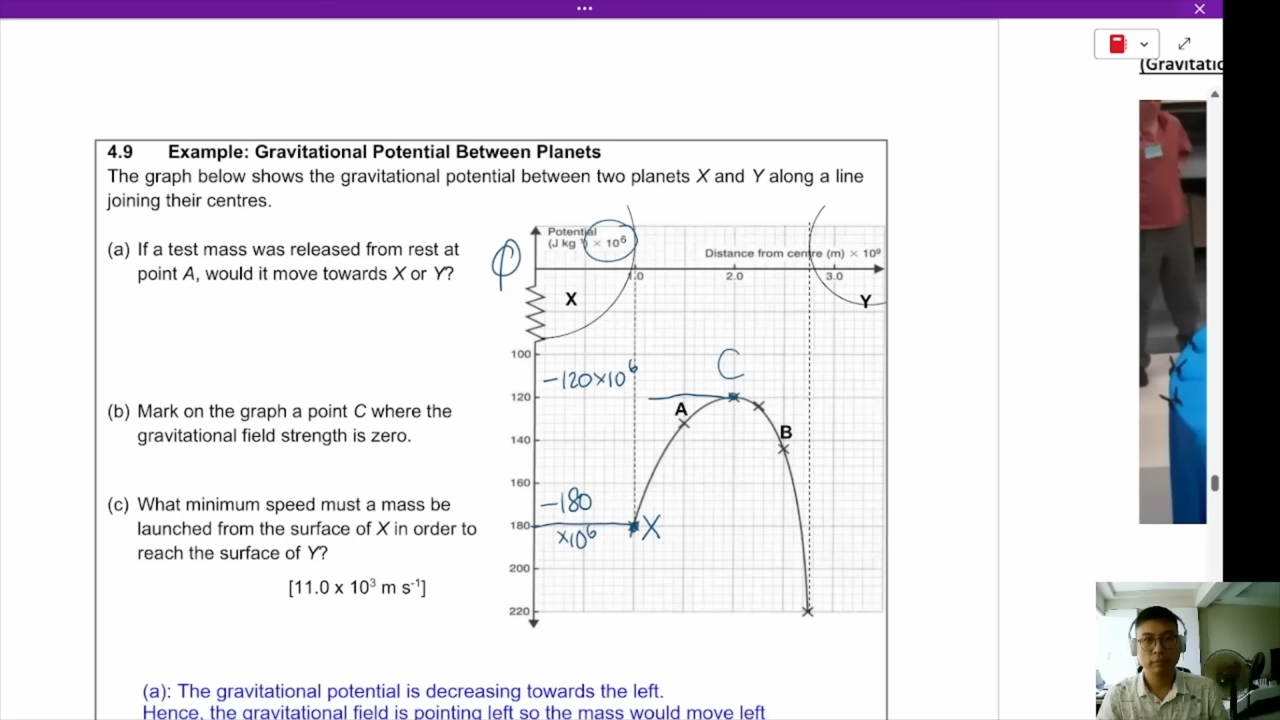 (Gravitatic
4.9 Example: Gravitational Potential Between Planets
The graph below shows the gravitational potential between two planets X and Y along a line
joining their centres.
(a) If a test mass was released from rest at
point A, would it move towards X or Y?
(b) Mark on the graph a point C where the
gravitational field strength is zero.
(c) What minimum speed must a mass be
launched from the surface of X in order to
reach the surface of Y?
[11.0 x 10³ m s⁻¹]
Potential
(J kg⁻¹) × 10⁶
φ
Distance from centre (m) × 10⁹
1.0 2.0 3.0
X
Y
100
C
-120×10⁶
120
A
B
140
160
-180
180
X
×10⁶
200
220
(a): The gravitational potential is decreasing towards the left.
Hence, the gravitational field is pointing left so the mass would move left